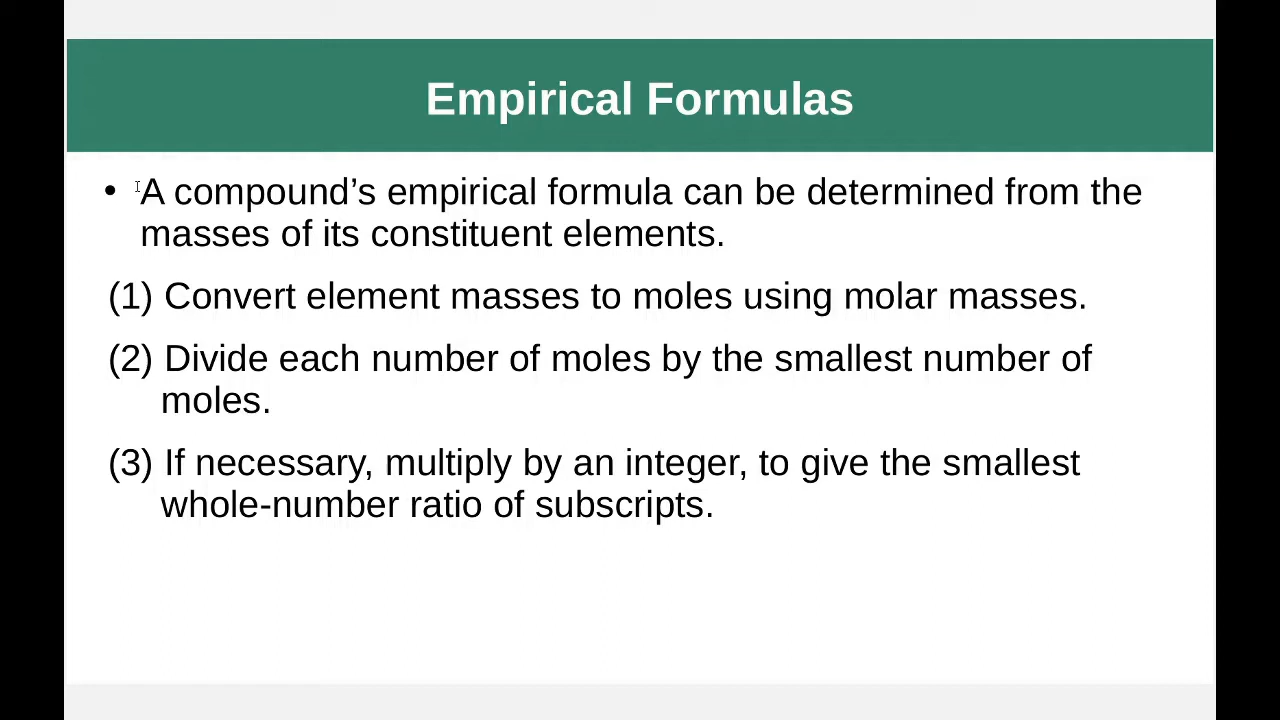 Empirical Formulas
• A compound’s empirical formula can be determined from the
masses of its constituent elements.
(1) Convert element masses to moles using molar masses.
(2) Divide each number of moles by the smallest number of
moles.
(3) If necessary, multiply by an integer, to give the smallest
whole-number ratio of subscripts.